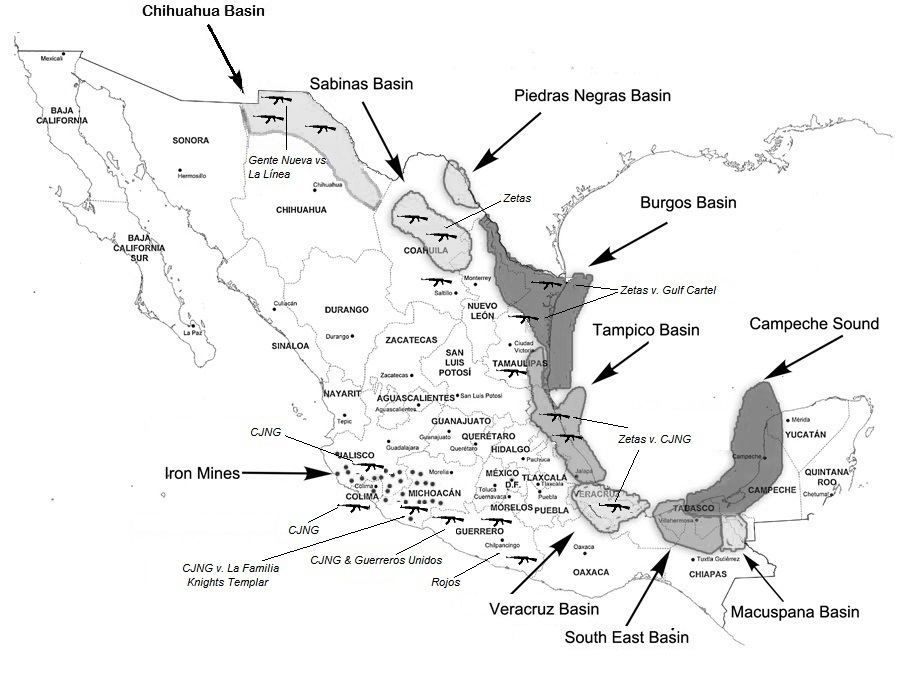 Chihuahua Basin
Sabinas Basin
Piedras Negras Basin
Burgos Basin
Tampico Basin
Campeche Sound
Mexicali
BAJA
CALIFORNIA
SONORA
Hermosillo
Gente Nueva vs.
La Línea
Chihuahua
CHIHUAHUA
Zetas
BAJA
CALIFORNIA
SUR
La Paz
COAHUILA
Monterrey
Saltillo
NUEVO
LEÓN
Zetas v. Gulf Cartel
Culiacán
SINALOA
DURANGO
Durango
ZACATECAS
Zacatecas
SAN
LUIS
POTOSÍ
San Luis Potosí
Ciudad
Victoria
TAMAULIPAS
NAYARIT
Tepic
AGUASCALIENTES
Aguascalientes
GUANAJUATO
Guanajuato
QUERÉTARO
Querétaro
HIDALGO
Pachuca
Zetas v. CJNG
CJNG
JALISCO
Guadalajara
Iron Mines
Colima
COLIMA
Morelia
MICHOACÁN
MÉXICO
D.F.
Toluca
Cuernavaca
TLAXCALA
Tlaxcala
Puebla
MORELOS
PUEBLA
Jalapa
VERACRUZ
CJNG
GUERRERO
Chilpancingo
CJNG v. La Familia
Knights Templar
CJNG & Guerreros Unidos
Rojos
Oaxaca
OAXACA
TABASCO
Villahermosa
Tuxtla Gutiérrez
CHIAPAS
Campeche
CAMPECHE
Mérida
YUCATÁN
QUINTANA
ROO
Chetumal
Veracruz Basin
South East Basin
Macuspana Basin